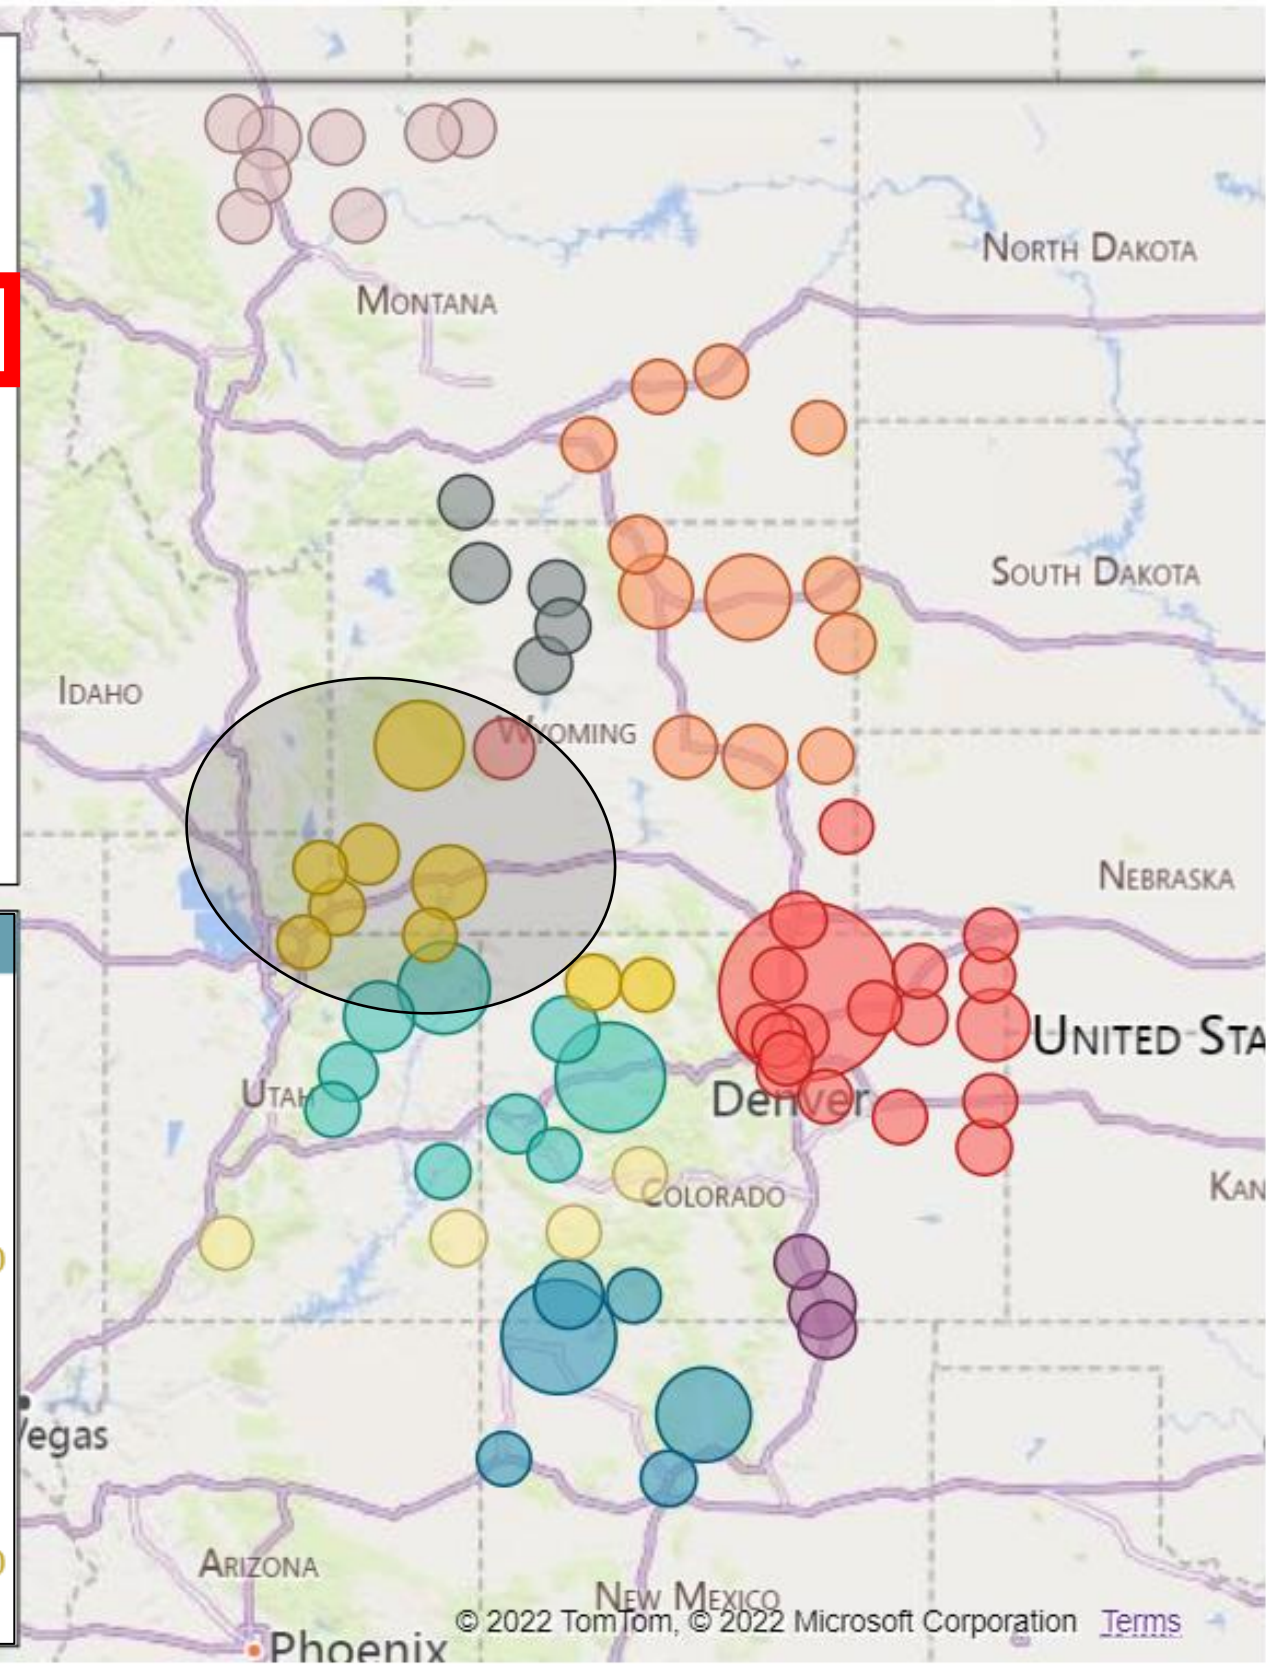 NORTH DAKOTA
MONTANA
SOUTH DAKOTA
IDAHO
WYOMING
NEBRASKA
UNITED STA
UTAH
Denver
COLORADO
KAN
Vegas
ARIZONA
NEW MEXICO
© 2022 TomTom, © 2022 Microsoft Corporation Terms
Phoenix